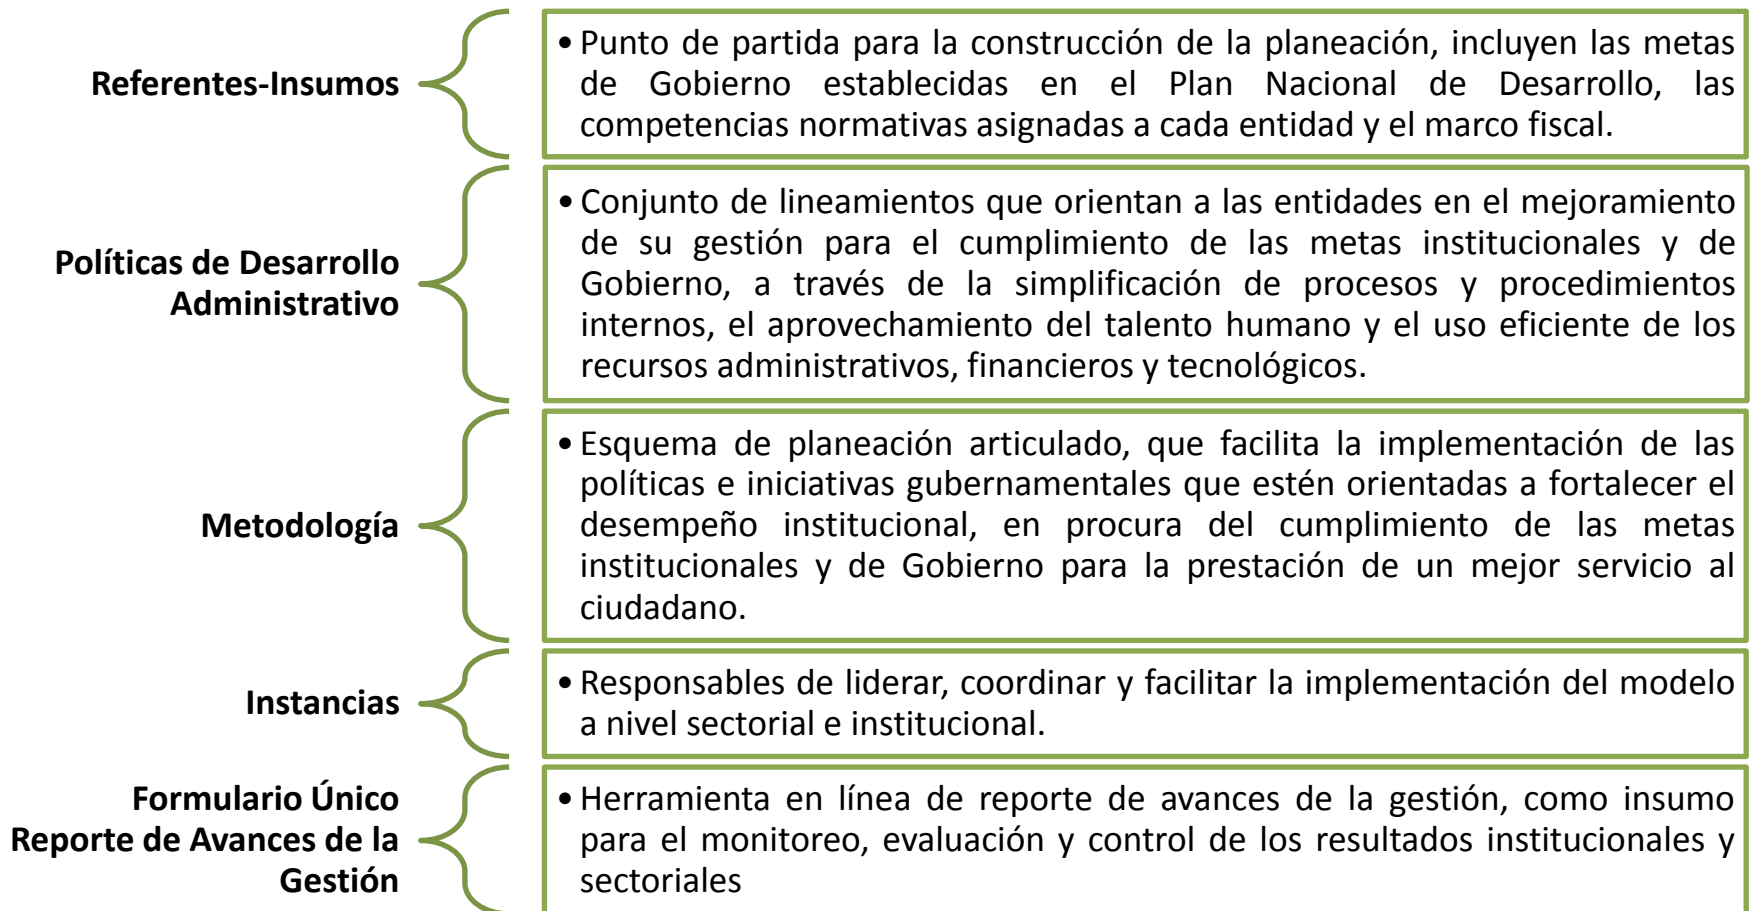 Referentes-Insumos
• Punto de partida para la construcción de la planeación, incluyen las metas
de Gobierno establecidas en el Plan Nacional de Desarrollo, las
competencias normativas asignadas a cada entidad y el marco fiscal.
Políticas de Desarrollo
Administrativo
• Conjunto de lineamientos que orientan a las entidades en el mejoramiento
de su gestión para el cumplimiento de las metas institucionales y de
Gobierno, a través de la simplificación de procesos y procedimientos
internos, el aprovechamiento del talento humano y el uso eficiente de los
recursos administrativos, financieros y tecnológicos.
Metodología
• Esquema de planeación articulado, que facilita la implementación de las
políticas e iniciativas gubernamentales que estén orientadas a fortalecer el
desempeño institucional, en procura del cumplimiento de las metas
institucionales y de Gobierno para la prestación de un mejor servicio al
ciudadano.
Instancias
• Responsables de liderar, coordinar y facilitar la implementación del modelo
a nivel sectorial e institucional.
Formulario Único
Reporte de Avances de la
Gestión
• Herramienta en línea de reporte de avances de la gestión, como insumo
para el monitoreo, evaluación y control de los resultados institucionales y
sectoriales